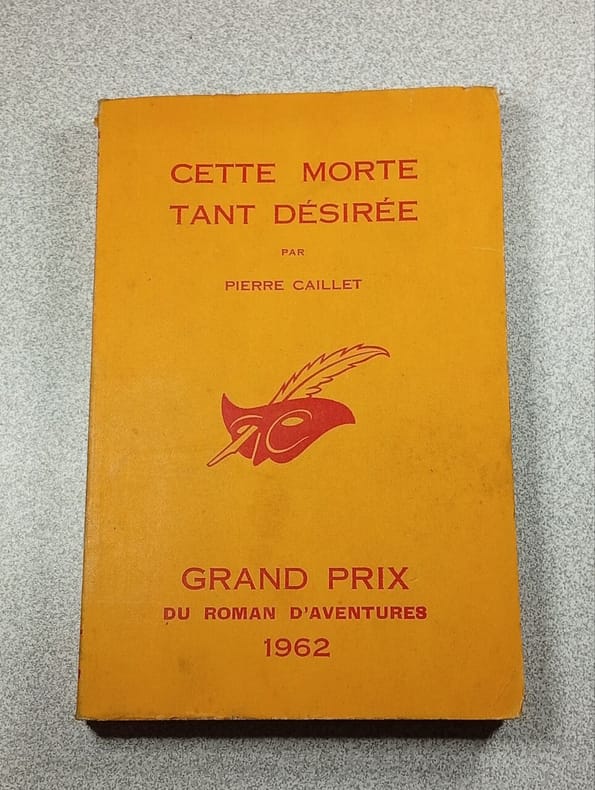 CETTE MORTE
TANT DÉSIRÉE
PAR
PIERRE CAILLET
GRAND PRIX
DU ROMAN D'AVENTURES
1962